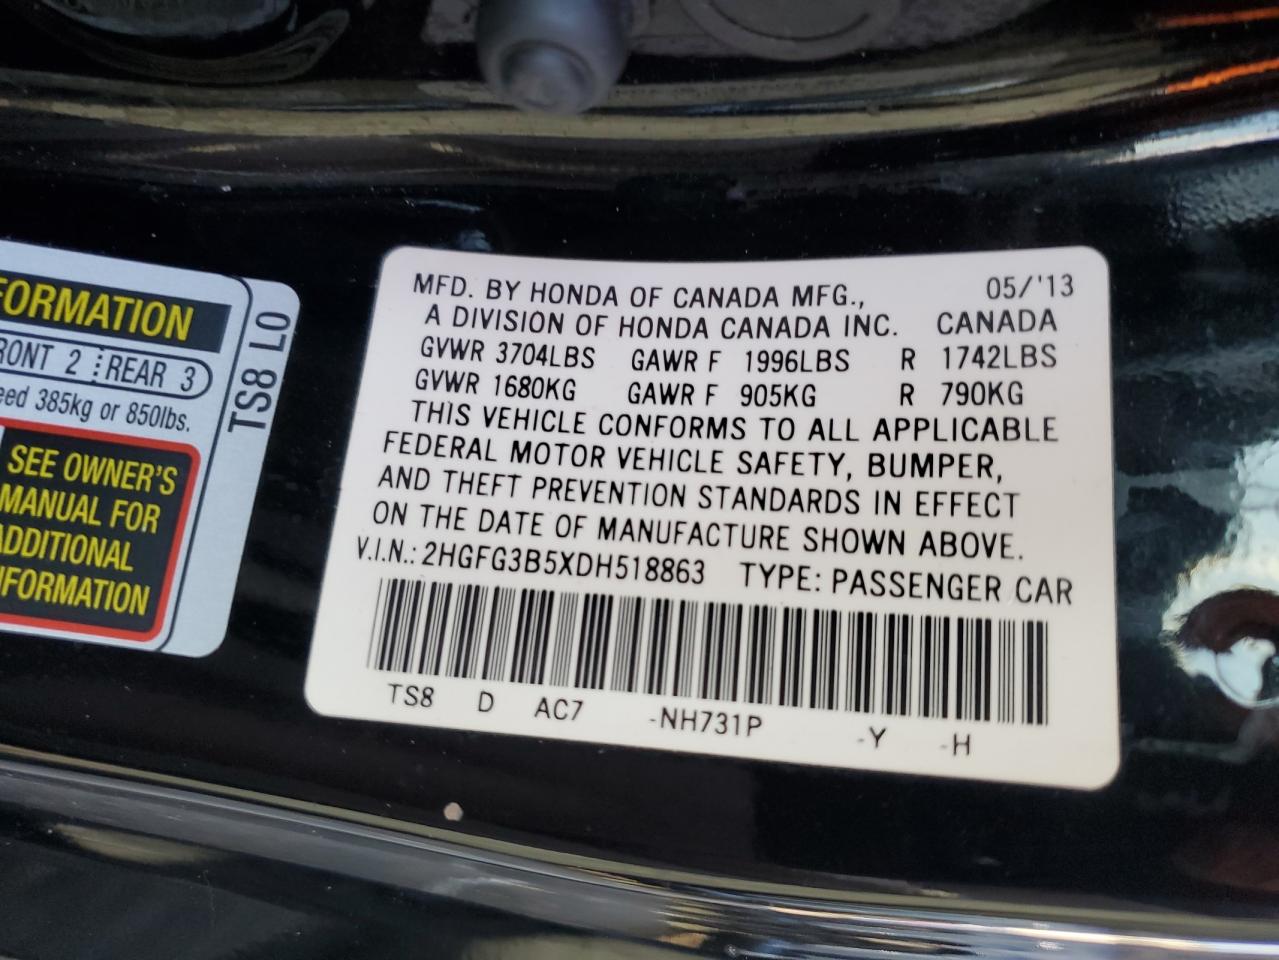 FORMATION
RONT 2 REAR 3
eed 385kg or 850lbs.
SEE OWNER'S
MANUAL FOR
ADDITIONAL
NFORMATION
TS8 L0
MFD. BY HONDA OF CANADA MFG., 05/'13
A DIVISION OF HONDA CANADA INC. CANADA
GVWR 3704LBS GAWR F 1996LBS R 1742LBS
GVWR 1680KG GAWR F 905KG R 790KG
THIS VEHICLE CONFORMS TO ALL APPLICABLE
FEDERAL MOTOR VEHICLE SAFETY, BUMPER,
AND THEFT PREVENTION STANDARDS IN EFFECT
ON THE DATE OF MANUFACTURE SHOWN ABOVE.
V.I.N.: 2HGFG3B5XDH518863 TYPE: PASSENGER CAR
TS8 D AC7 -NH731P -Y -H